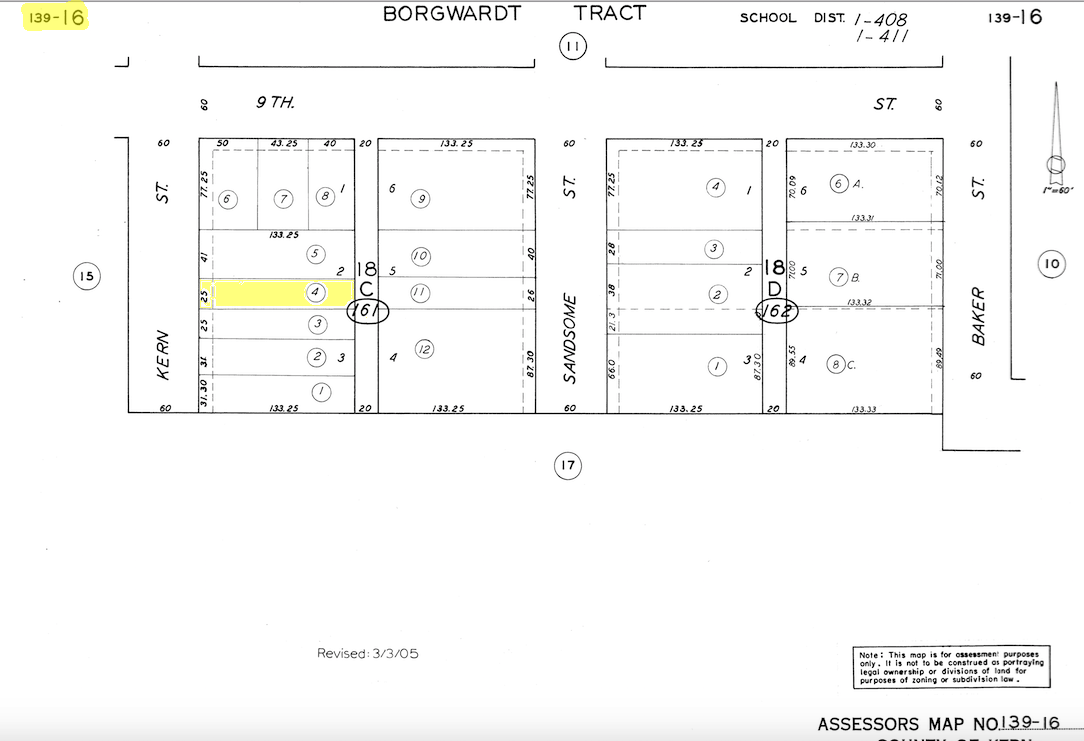 139-16 BORGWARDT TRACT SCHOOL DIST. 1-408 139-16
1-411
11
60 9 TH. ST. 60
60 50 43.25 40 20 133.25 60 133.25 20 133.30 60
ST. 77.25 6 7 8 1 6 9 77.25 ST. 77.25 4 1 70.09 6 6 A. 70.12 ST. 1"=60'
133.25 133.31
15 41 5 2 18 5 10 40 28 3 2 18 71.00 5 7 B. 71.00 10
25 4 C 11 26 38 2 D 133.32
161 162
KERN 25 3 SANDSOME 21.3 BAKER
31 2 3 4 12 87.30 66.0 1 3 87.30 89.55 4 8 C. 89.49 60
31.30 1
60 133.25 20 133.25 60 133.25 20 133.33
17
Revised: 3/3/05
Note: This map is for assessment purposes
only. It is not to be construed as portraying
legal ownership or divisions of land for
purposes of zoning or subdivision law.
ASSESSORS MAP NO. 139-16
COUNTY OF KERN